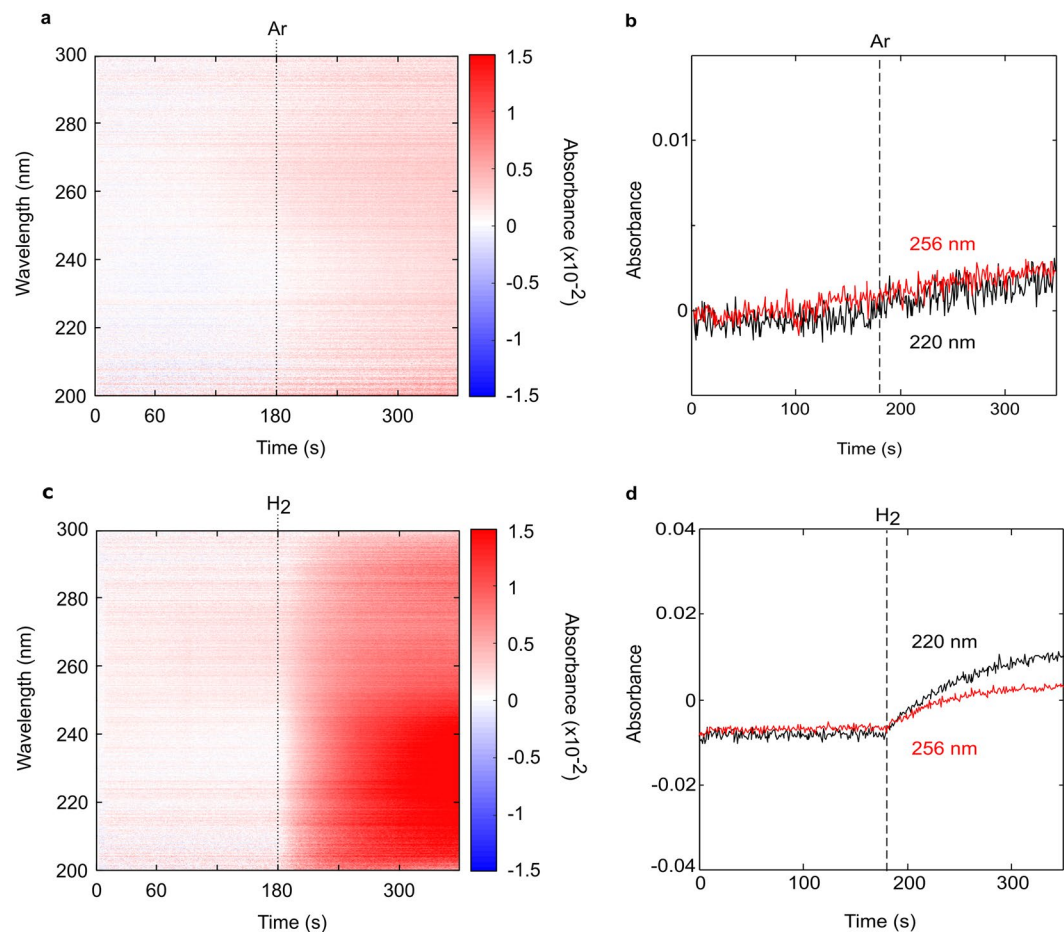 a
Ar
300
280
260
240
220
200
Wavelength (nm)
0
60
180
300
Time (s)
1.5
1
0.5
0
-0.5
-1
-1.5
Absorbance (x10-2)
b
Ar
0.01
0
Absorbance
256 nm
220 nm
0
100
200
300
Time (s)
c
H2
300
280
260
240
220
200
Wavelength (nm)
0
60
180
300
Time (s)
1.5
1
0.5
0
-0.5
-1
-1.5
Absorbance (x10-2)
d
H2
0.04
0.02
0
-0.02
-0.04
Absorbance
220 nm
256 nm
0
100
200
300
Time (s)